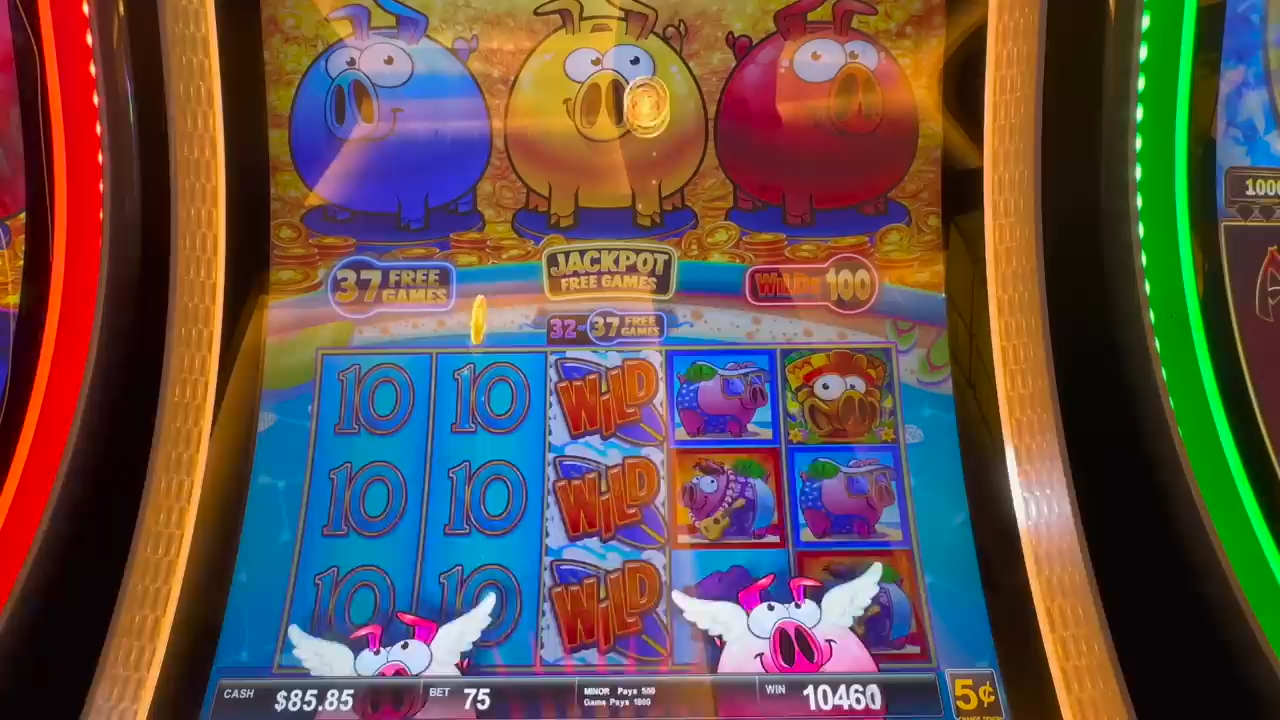 37 FREE GAMES
JACKPOT
FREE GAMES
WILDS 100
32 of 37 FREE GAMES
1000
10 10 WILD
10 10 WILD
10 10 WILD
CASH $85.85 BET 75 MINOR Pays 500 WIN 10460 5¢
Game Pays 1800